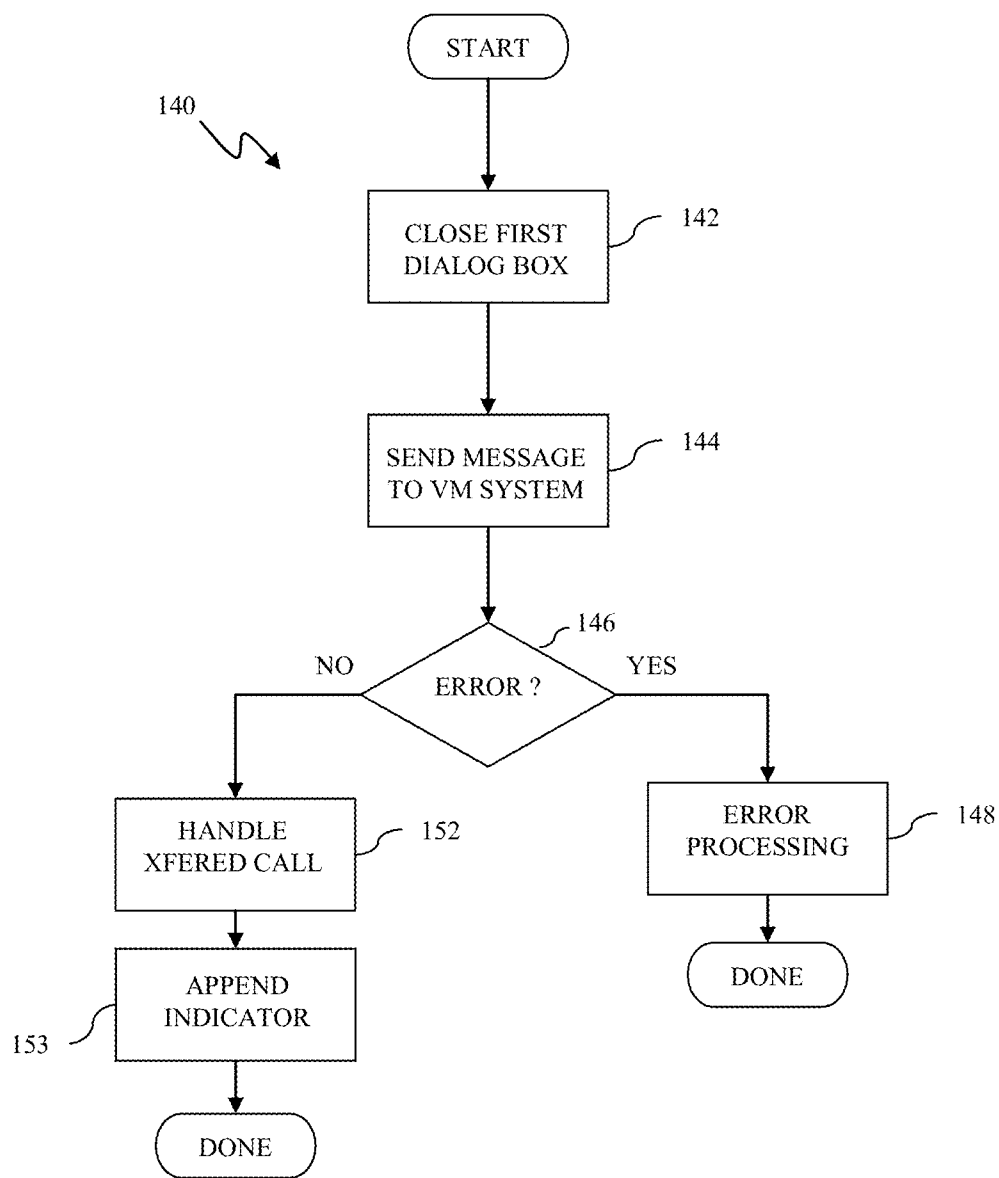 START
140
CLOSE FIRST
DIALOG BOX
142
SEND MESSAGE
TO VM SYSTEM
144
146
NO
ERROR ?
YES
HANDLE
XFERED CALL
152
ERROR
PROCESSING
148
APPEND
INDICATOR
153
DONE
DONE